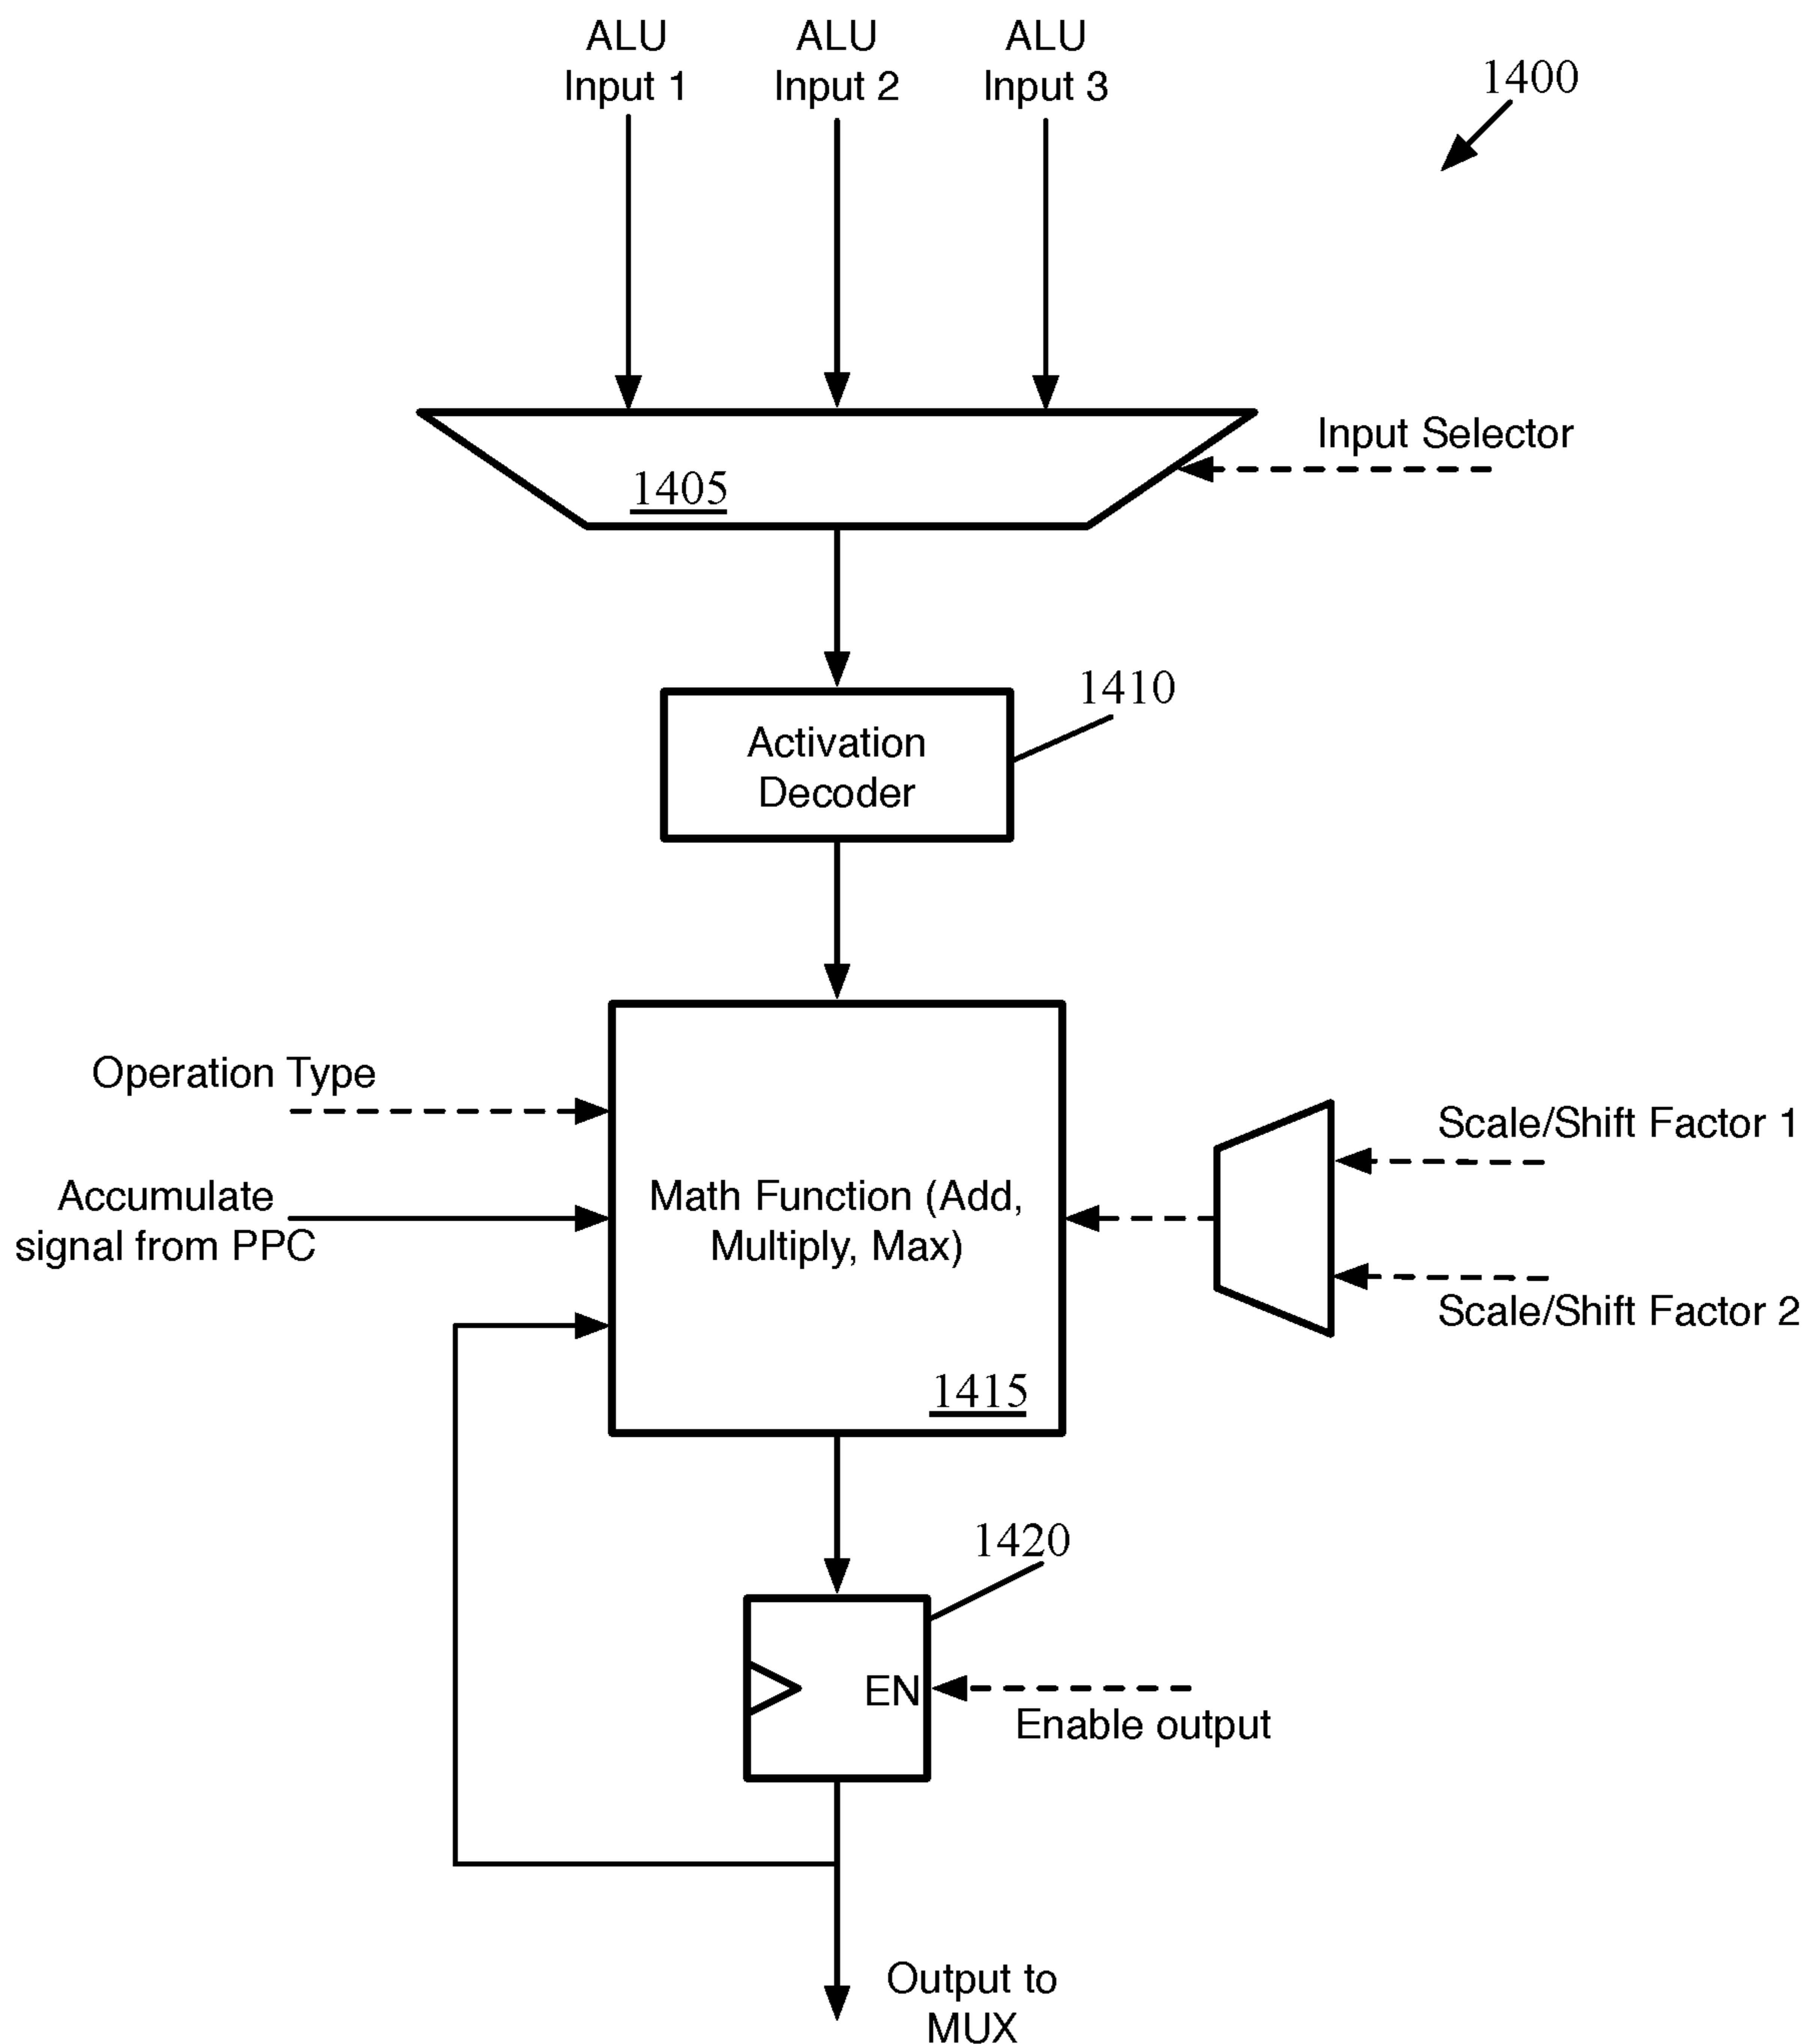 ALU
Input 1
ALU
Input 2
ALU
Input 3
1400
Input Selector
1405
1410
Activation
Decoder
Operation Type
Accumulate
signal from PPC
Math Function (Add,
Multiply, Max)
Scale/Shift Factor 1
Scale/Shift Factor 2
1415
1420
EN
Enable output
Output to
MUX